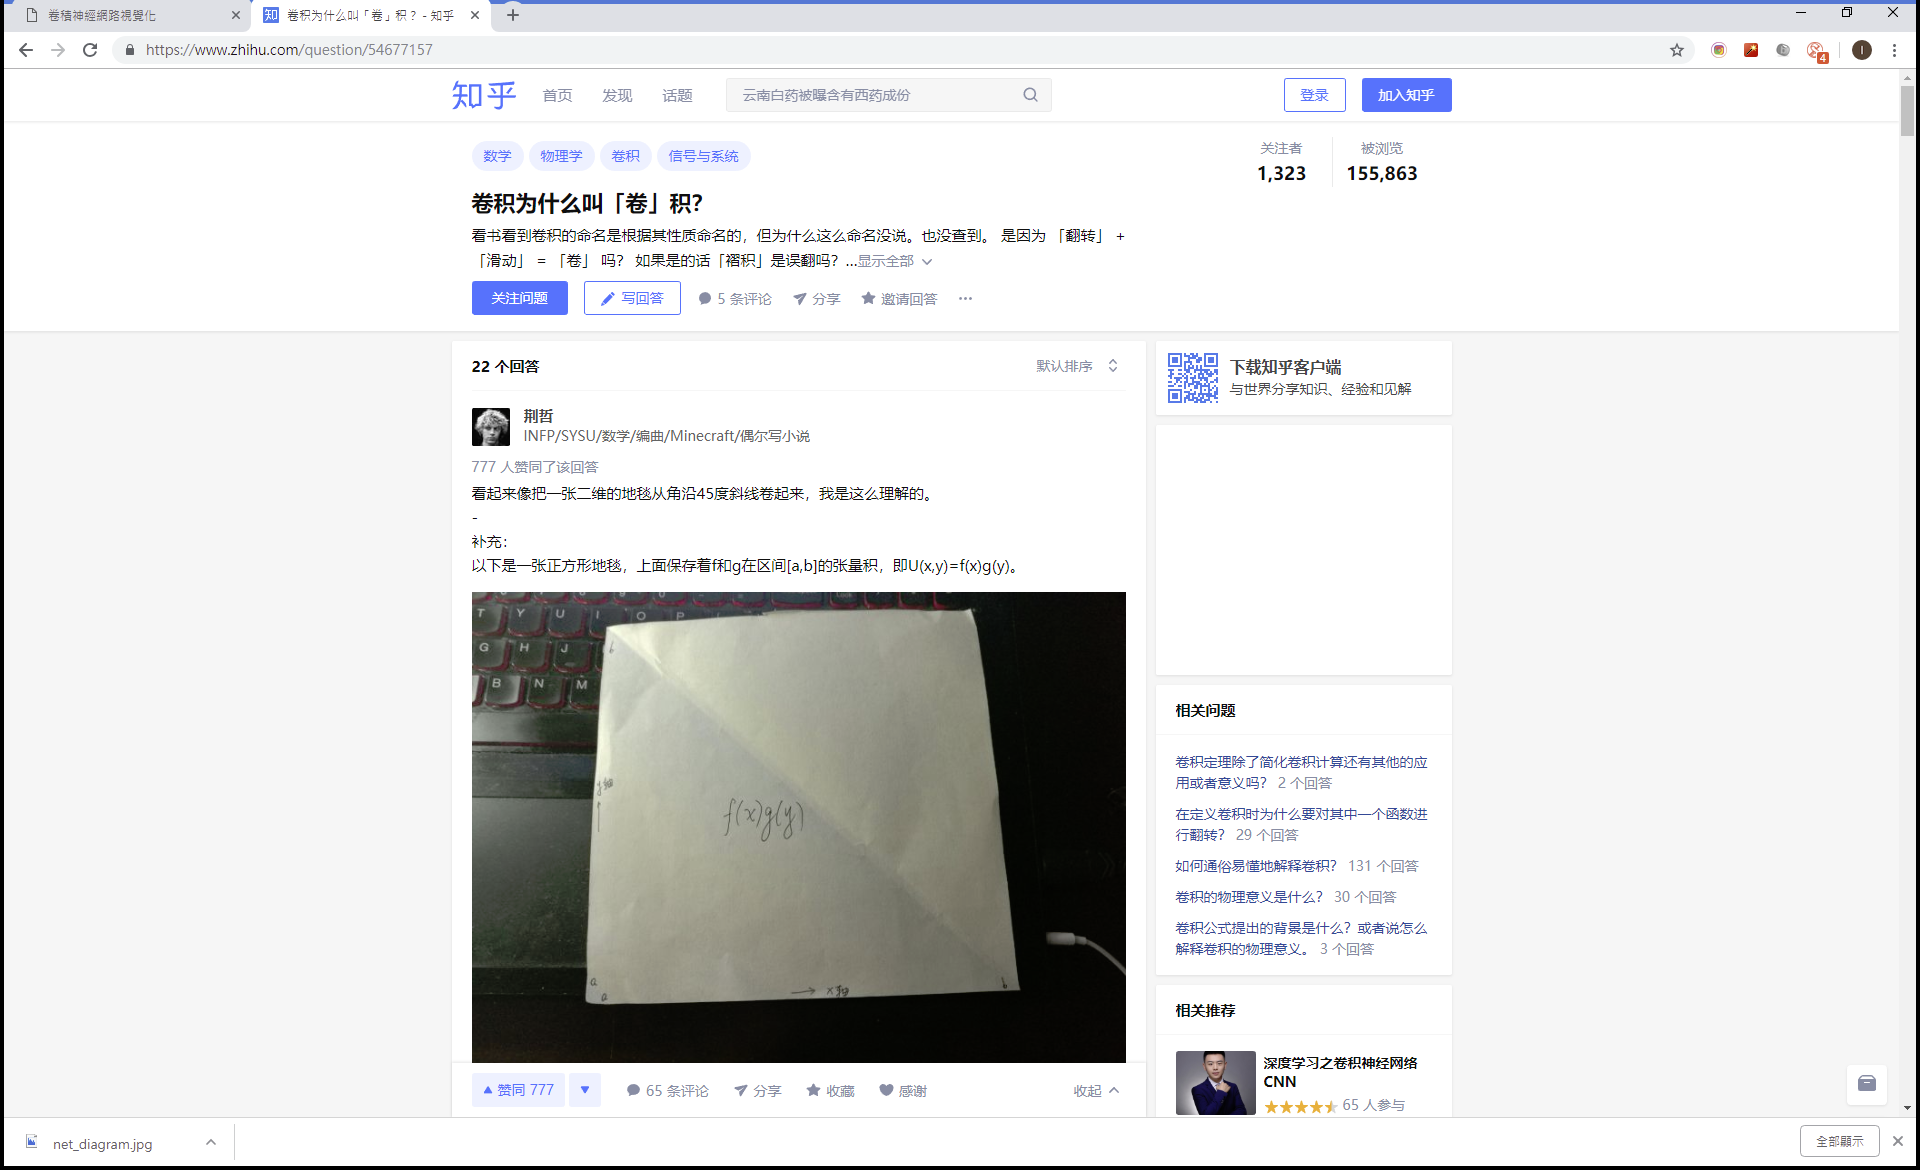 卷積神經網路視覺化
卷积为什么叫「卷」积？ - 知乎
https://www.zhihu.com/question/54677157
4
I
知乎
首页
发现
话题
云南白药被曝含有西药成份
登录
加入知乎
数学
物理学
卷积
信号与系统
关注者
1,323
被浏览
155,863
卷积为什么叫「卷」积？
看书看到卷积的命名是根据其性质命名的，但为什么这么命名没说。也没查到。 是因为 「翻转」 +
「滑动」 = 「卷」 吗？ 如果是的话「褶积」是误翻吗？...显示全部
关注问题
写回答
5 条评论
分享
邀请回答
22 个回答
默认排序
荆哲
INFP/SYSU/数学/编曲/Minecraft/偶尔写小说
777 人赞同了该回答
看起来像把一张二维的地毯从角沿45度斜线卷起来，我是这么理解的。
-
补充：
以下是一张正方形地毯，上面保存着f和g在区间[a,b]的张量积，即U(x,y)=f(x)g(y)。
T Y U I O P
G H J
B N M
b
y轴
f(x)g(y)
a
a
x轴
b
赞同 777
65 条评论
分享
收藏
感谢
收起
下载知乎客户端
与世界分享知识、经验和见解
相关问题
卷积定理除了简化卷积计算还有其他的应
用或者意义吗？ 2 个回答
在定义卷积时为什么要对其中一个函数进
行翻转？ 29 个回答
如何通俗易懂地解释卷积？ 131 个回答
卷积的物理意义是什么？ 30 个回答
卷积公式提出的背景是什么？或者说怎么
解释卷积的物理意义。 3 个回答
相关推荐
深度学习之卷积神经网络
CNN
65 人参与
net_diagram.jpg
全部顯示